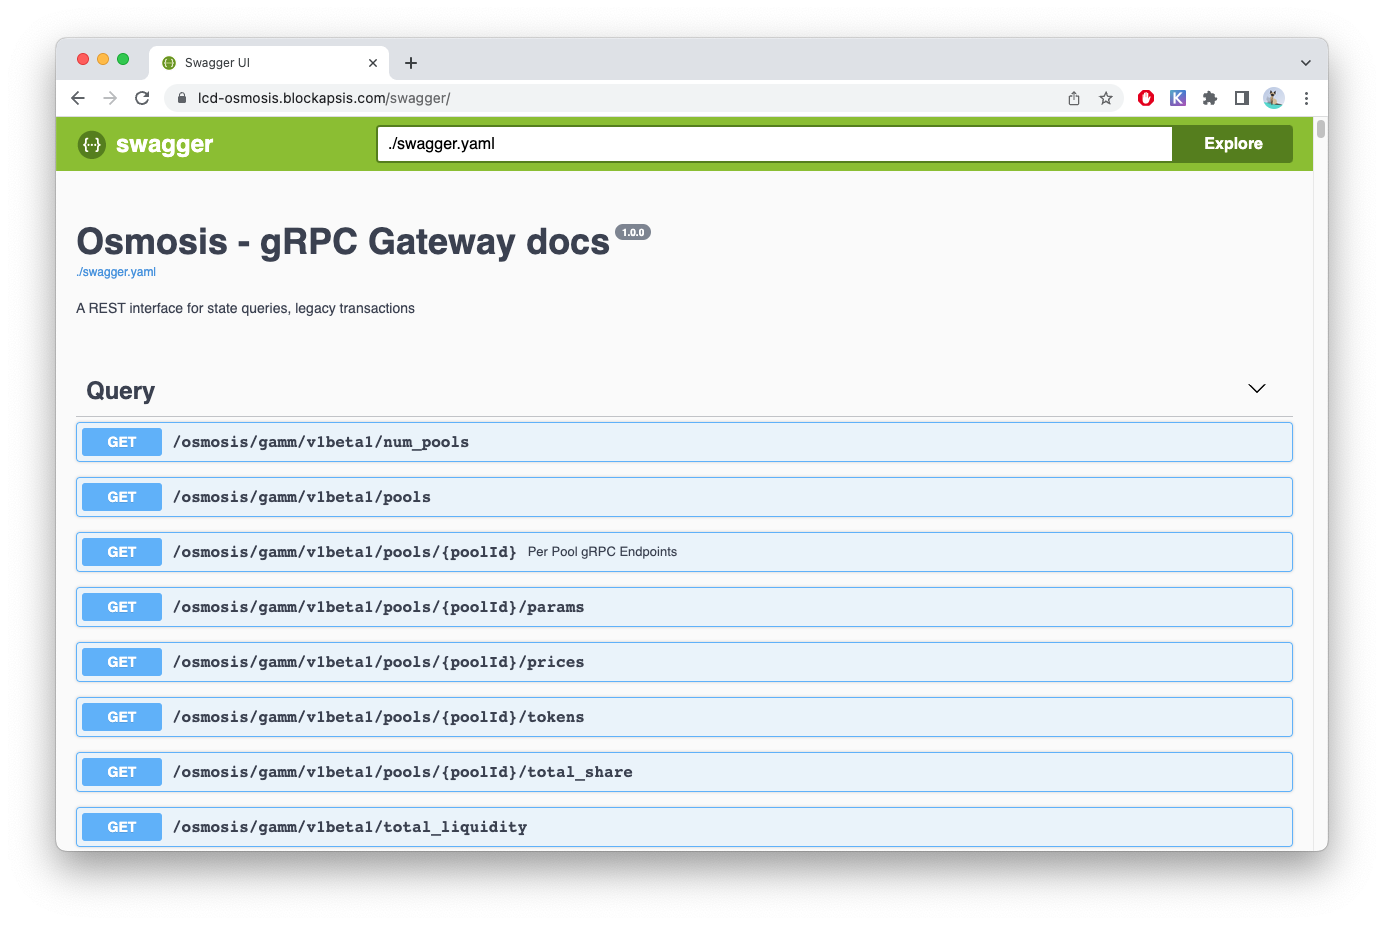 Swagger UI
lcd-osmosis.blockapsis.com/swagger/
K
{··} swagger
./swagger.yaml
Explore
Osmosis - gRPC Gateway docs 1.0.0
./swagger.yaml
A REST interface for state queries, legacy transactions
Query
GET /osmosis/gamm/v1beta1/num_pools
GET /osmosis/gamm/v1beta1/pools
GET /osmosis/gamm/v1beta1/pools/{poolId} Per Pool gRPC Endpoints
GET /osmosis/gamm/v1beta1/pools/{poolId}/params
GET /osmosis/gamm/v1beta1/pools/{poolId}/prices
GET /osmosis/gamm/v1beta1/pools/{poolId}/tokens
GET /osmosis/gamm/v1beta1/pools/{poolId}/total_share
GET /osmosis/gamm/v1beta1/total_liquidity